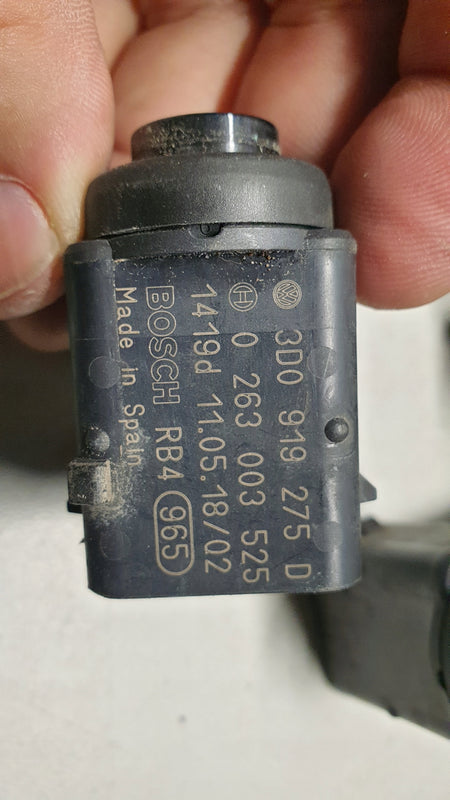 3D0 919 275 D
0 263 003 525
1419d 11.05.18/02
BOSCH RB4 965
Made in Spain